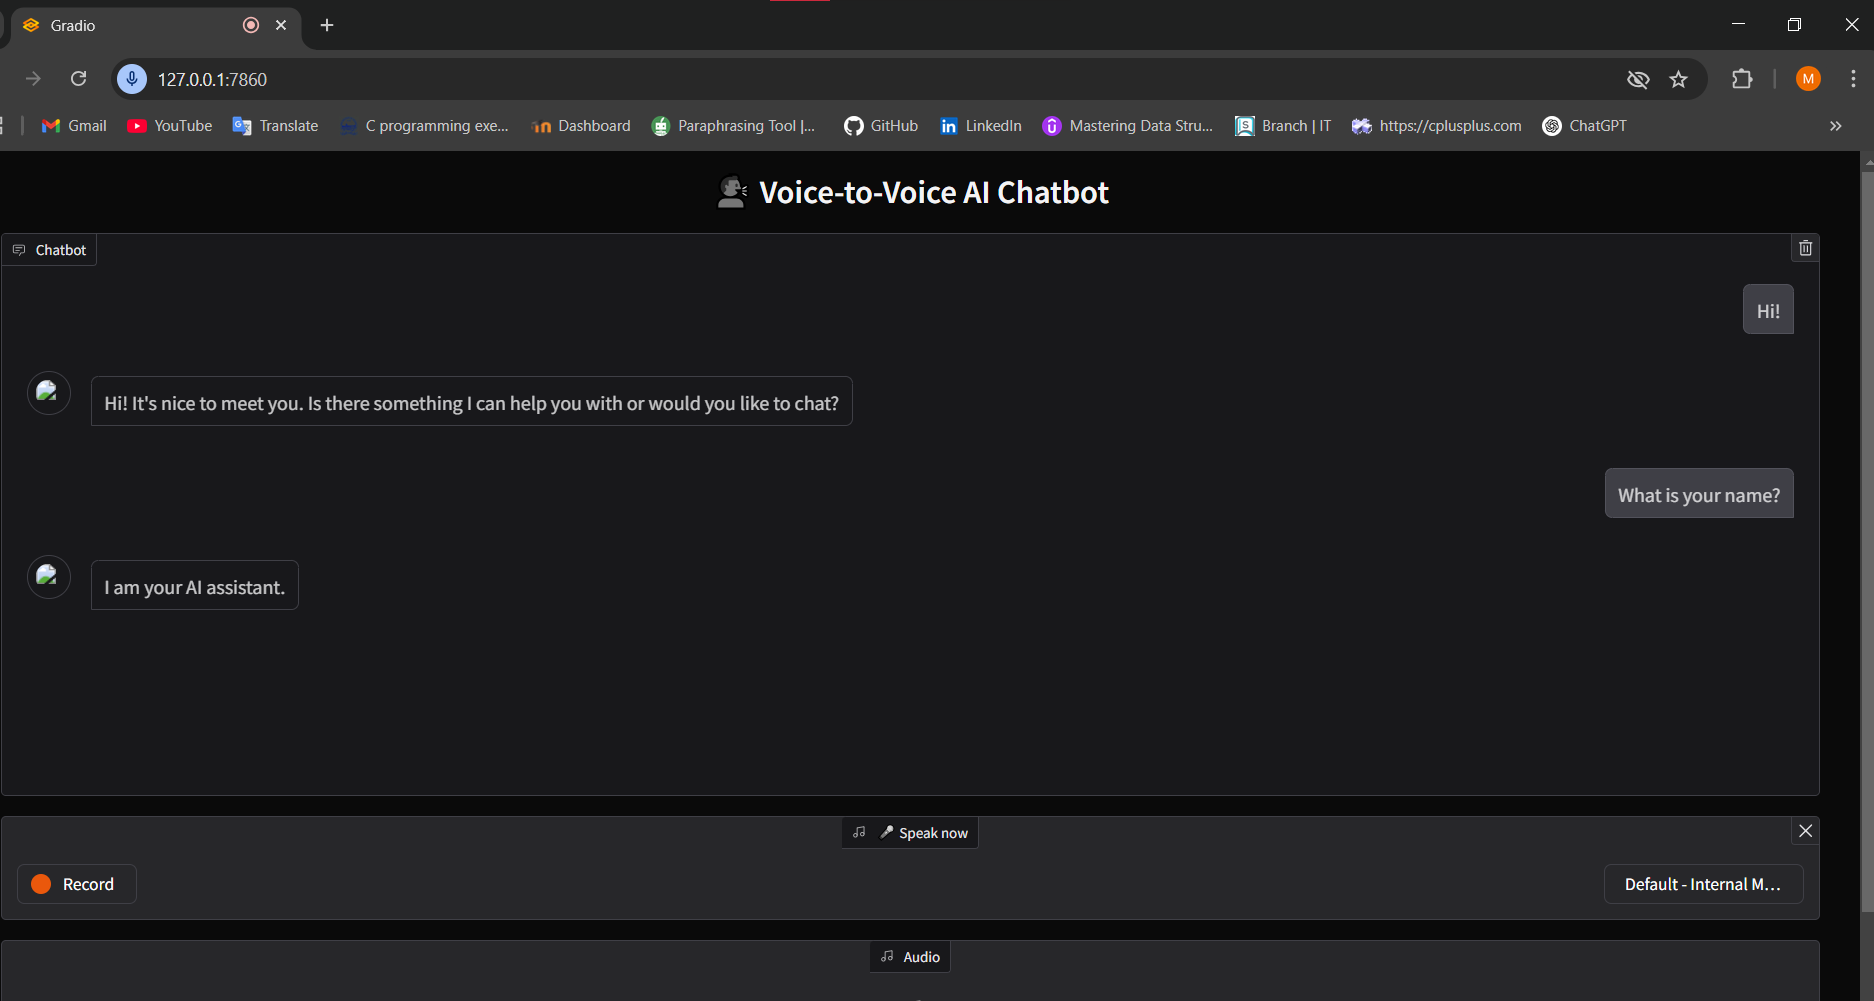 Gradio
127.0.0.1:7860
M
Gmail
YouTube
Translate
C programming exe...
Dashboard
Paraphrasing Tool |...
GitHub
LinkedIn
Mastering Data Stru...
Branch | IT
https://cplusplus.com
ChatGPT
Voice-to-Voice AI Chatbot
Chatbot
Hi!
Hi! It's nice to meet you. Is there something I can help you with or would you like to chat?
What is your name?
I am your AI assistant.
Speak now
Record
Default - Internal M...
Audio